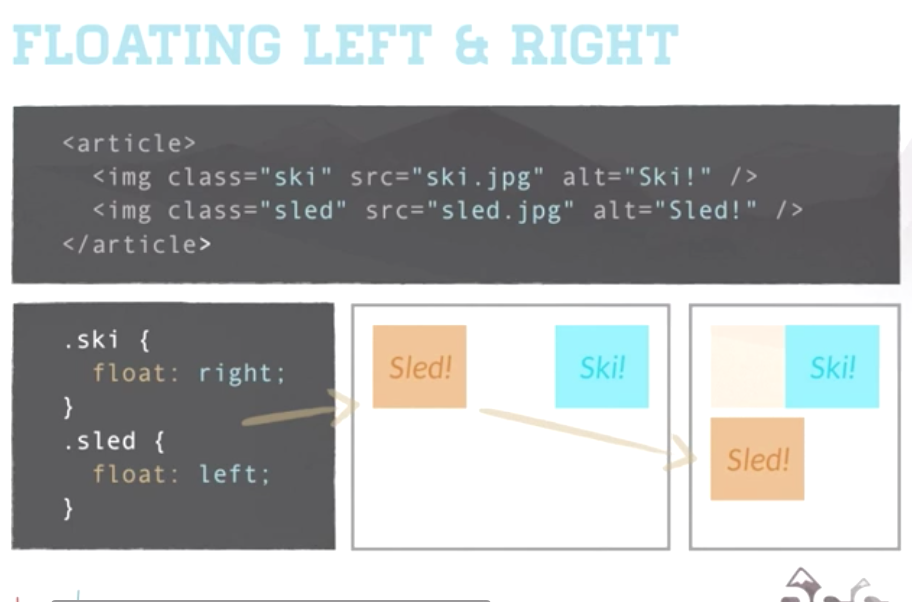 FLOATING LEFT & RIGHT
<article>
<img class="ski" src="ski.jpg" alt="Ski!" />
<img class="sled" src="sled.jpg" alt="Sled!" />
</article>
.ski {
float: right;
}
.sled {
float: left;
}
Sled!
Ski!
Ski!
Sled!